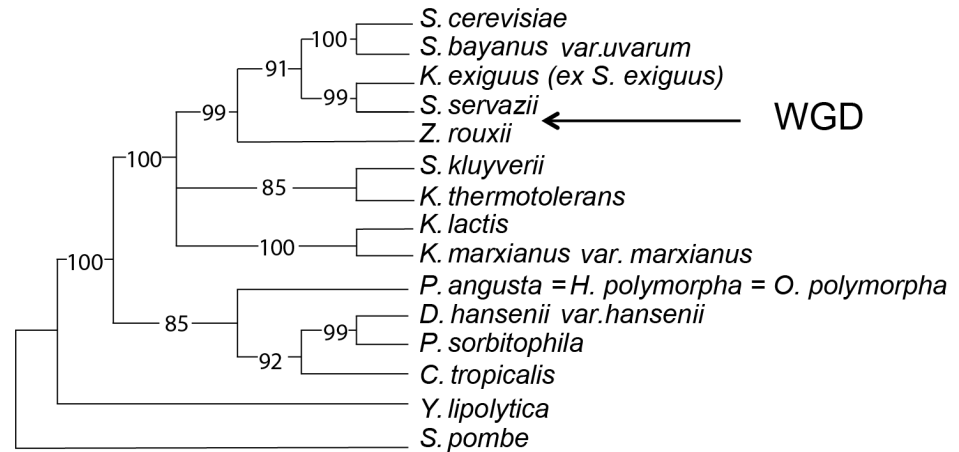 S. cerevisiae
100
S. bayanus var.uvarum
91
K. exiguus (ex S. exiguus)
99
S. servazii
99
WGD
Z. rouxii
100
S. kluyverii
85
K. thermotolerans
K. lactis
100
K. marxianus var. marxianus
100
P. angusta = H. polymorpha = O. polymorpha
85
D. hansenii var.hansenii
99
P. sorbitophila
92
C. tropicalis
Y. lipolytica
S. pombe